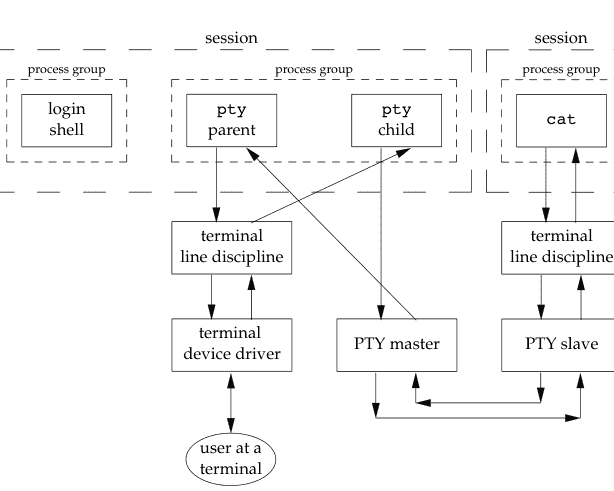 session
session
process group
process group
process group
login
shell
pty
parent
pty
child
cat
terminal
line discipline
terminal
line discipline
terminal
device driver
PTY master
PTY slave
user at a
terminal